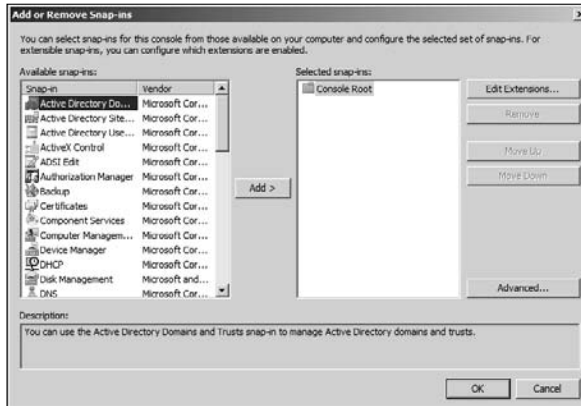 Add or Remove Snap-ins
You can select snap-ins for this console from those available on your computer and configure the selected set of snap-ins. For
extensible snap-ins, you can configure which extensions are enabled.
Available snap-ins:
Selected snap-ins:
Snap-in Vendor
Active Directory Do... Microsoft Cor...
Active Directory Site... Microsoft Cor...
Active Directory Use... Microsoft Cor...
ActiveX Control Microsoft Cor...
ADSI Edit Microsoft Cor...
Authorization Manager Microsoft Cor...
Backup Microsoft Cor...
Certificates Microsoft Cor...
Component Services Microsoft Cor...
Computer Managem... Microsoft Cor...
Device Manager Microsoft Cor...
DHCP Microsoft Cor...
Disk Management Microsoft and...
DNS Microsoft Cor...
Add >
Console Root
Edit Extensions...
Remove
Move Up
Move Down
Advanced...
Description:
You can use the Active Directory Domains and Trusts snap-in to manage Active Directory domains and trusts.
OK
Cancel